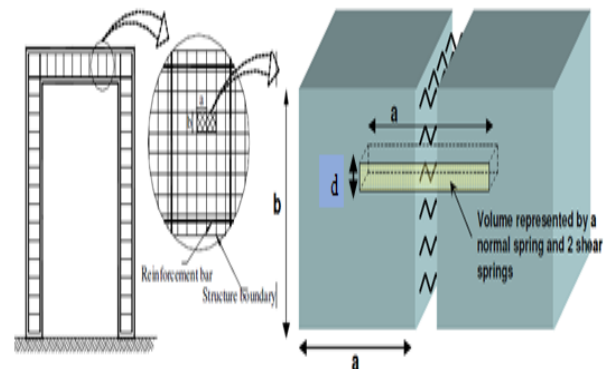 a
b
Reinforcement bar
Structure boundary
a
d
b
Volume represented by a
normal spring and 2 shear
springs
a